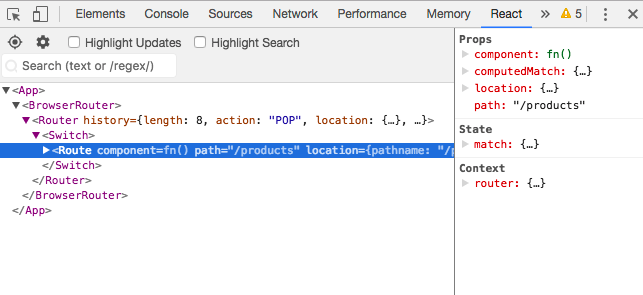 Elements Console Sources Network Performance Memory React » 5
Highlight Updates Highlight Search
Search (text or /regex/)
<App>
<BrowserRouter>
<Router history={length: 8, action: "POP", location: {…}, …}>
<Switch>
<Route component=fn() path="/products" location={pathname: "/p
</Switch>
</Router>
</BrowserRouter>
</App>
Props
component: fn()
computedMatch: {…}
location: {…}
path: "/products"
State
match: {…}
Context
router: {…}